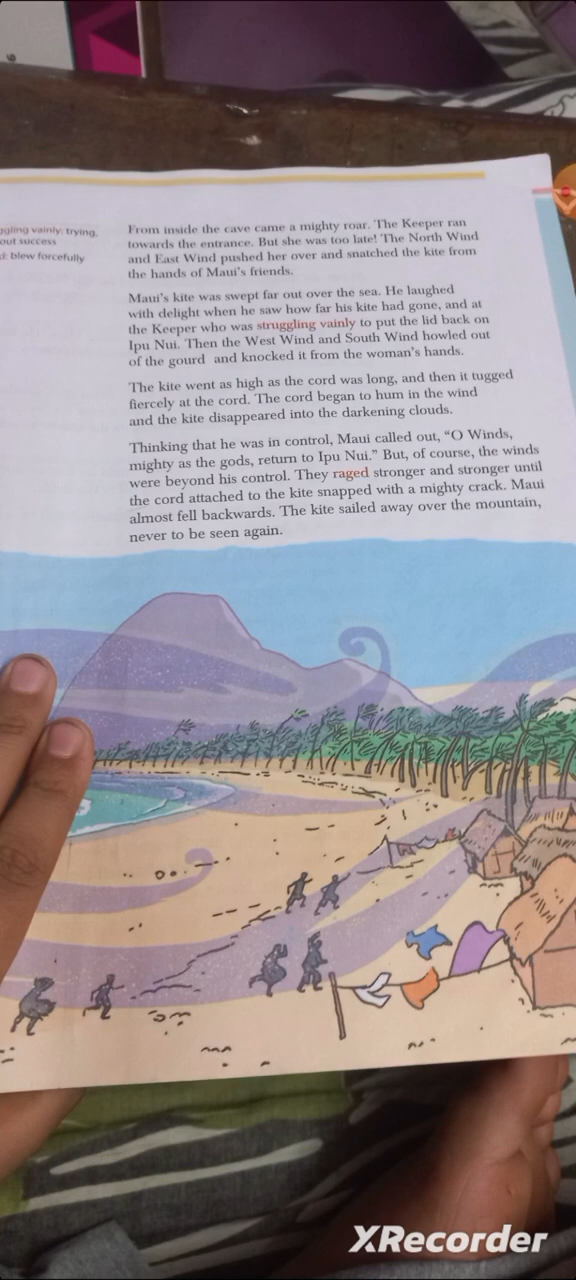 gling vainly: trying,
out success
d: blew forcefully
From inside the cave came a mighty roar. The Keeper ran
towards the entrance. But she was too late! The North Wind
and East Wind pushed her over and snatched the kite from
the hands of Maui's friends.
Maui's kite was swept far out over the sea. He laughed
with delight when he saw how far his kite had gone, and at
the Keeper who was struggling vainly to put the lid back on
Ipu Nui. Then the West Wind and South Wind howled out
of the gourd and knocked it from the woman's hands.
The kite went as high as the cord was long, and then it tugged
fiercely at the cord. The cord began to hum in the wind
and the kite disappeared into the darkening clouds.
Thinking that he was in control, Maui called out, “O Winds,
mighty as the gods, return to Ipu Nui.” But, of course, the winds
were beyond his control. They raged stronger and stronger until
the cord attached to the kite snapped with a mighty crack. Maui
almost fell backwards. The kite sailed away over the mountain,
never to be seen again.
XRecorder